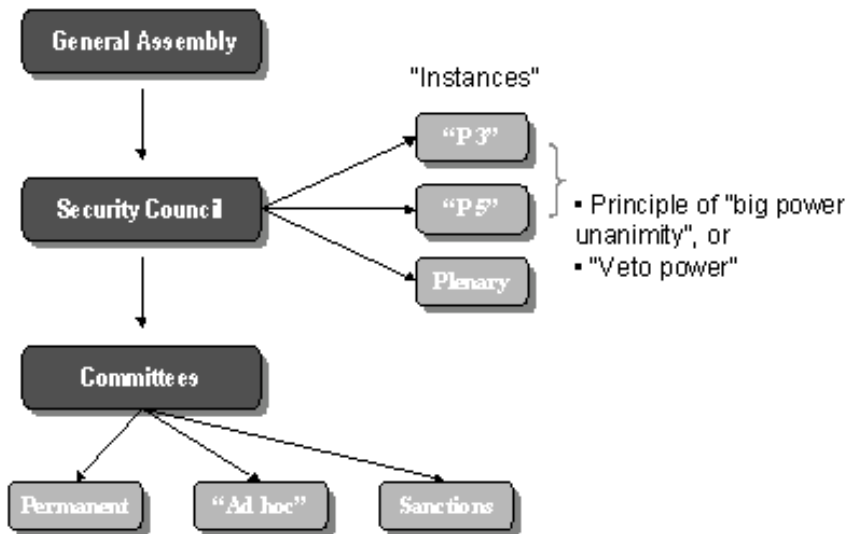 General Assembly
"Instances"
“P3”
Security Council
“P5”
▪ Principle of "big power
unanimity", or
▪ "Veto power"
Plenary
Committees
Permanent
“Ad hoc”
Sanctions